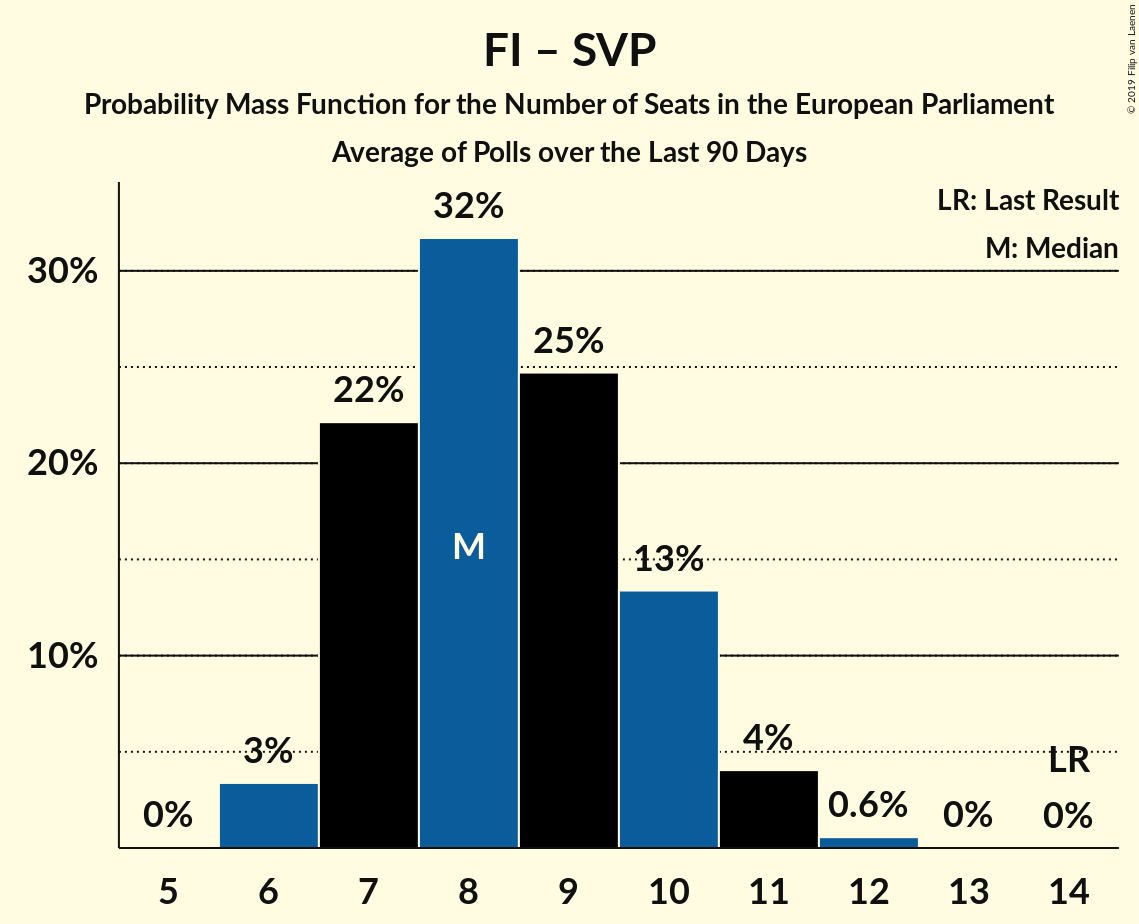 FI – SVP
Probability Mass Function for the Number of Seats in the European Parliament
Average of Polls over the Last 90 Days
© 2019 Filip van Laenen
LR: Last Result
M: Median
30%
20%
10%
0%
3%
22%
32%
M
25%
13%
4%
0.6%
0%
LR
0%
5 6 7 8 9 10 11 12 13 14